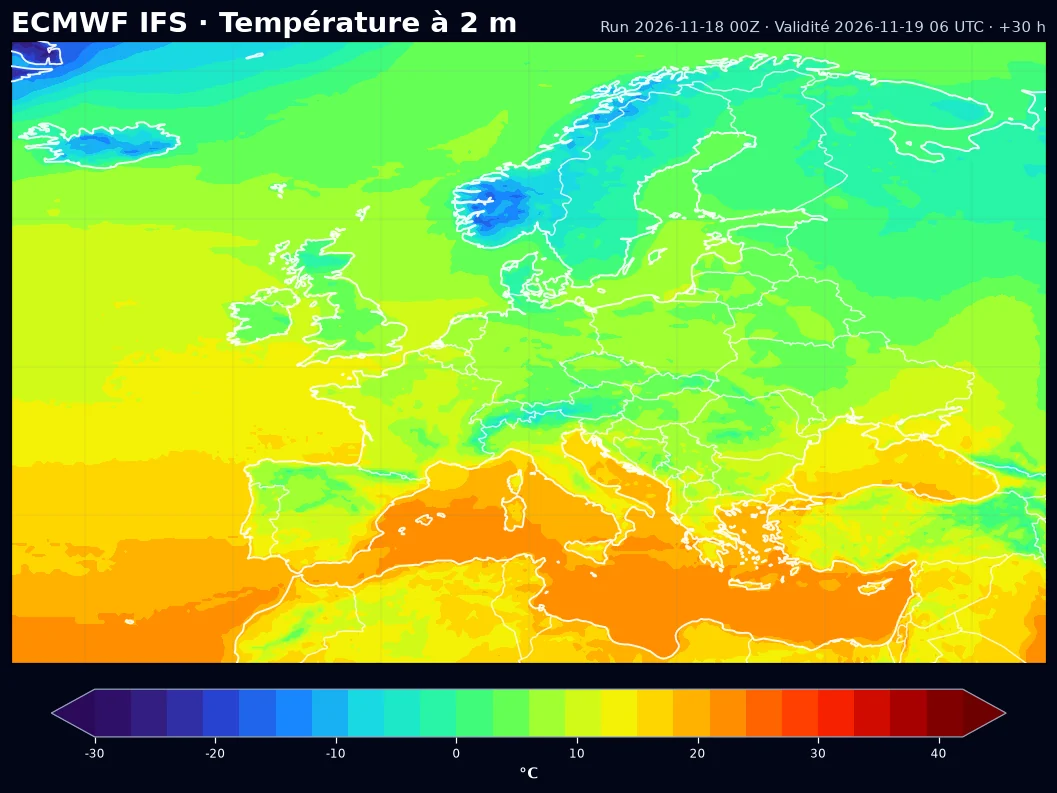 ECMWF IFS · Température à 2 m
Run 2026-11-18 00Z · Validité 2026-11-19 06 UTC · +30 h
-30 -20 -10 0 10 20 30 40
°C